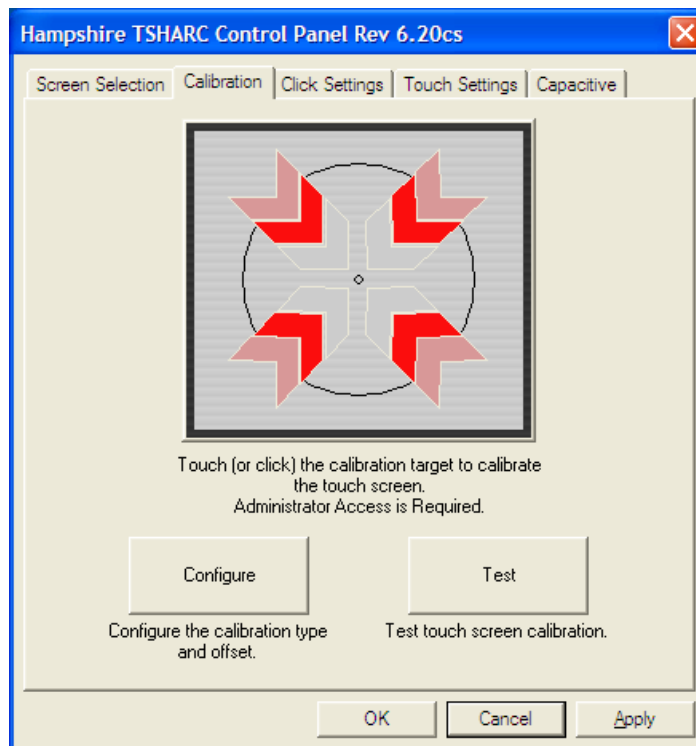 Hampshire TSHARC Control Panel Rev 6.20cs
Screen Selection Calibration Click Settings Touch Settings Capacitive
Touch (or click) the calibration target to calibrate
the touch screen.
Administrator Access is Required.
Configure Test
Configure the calibration type Test touch screen calibration.
and offset.
OK Cancel Apply